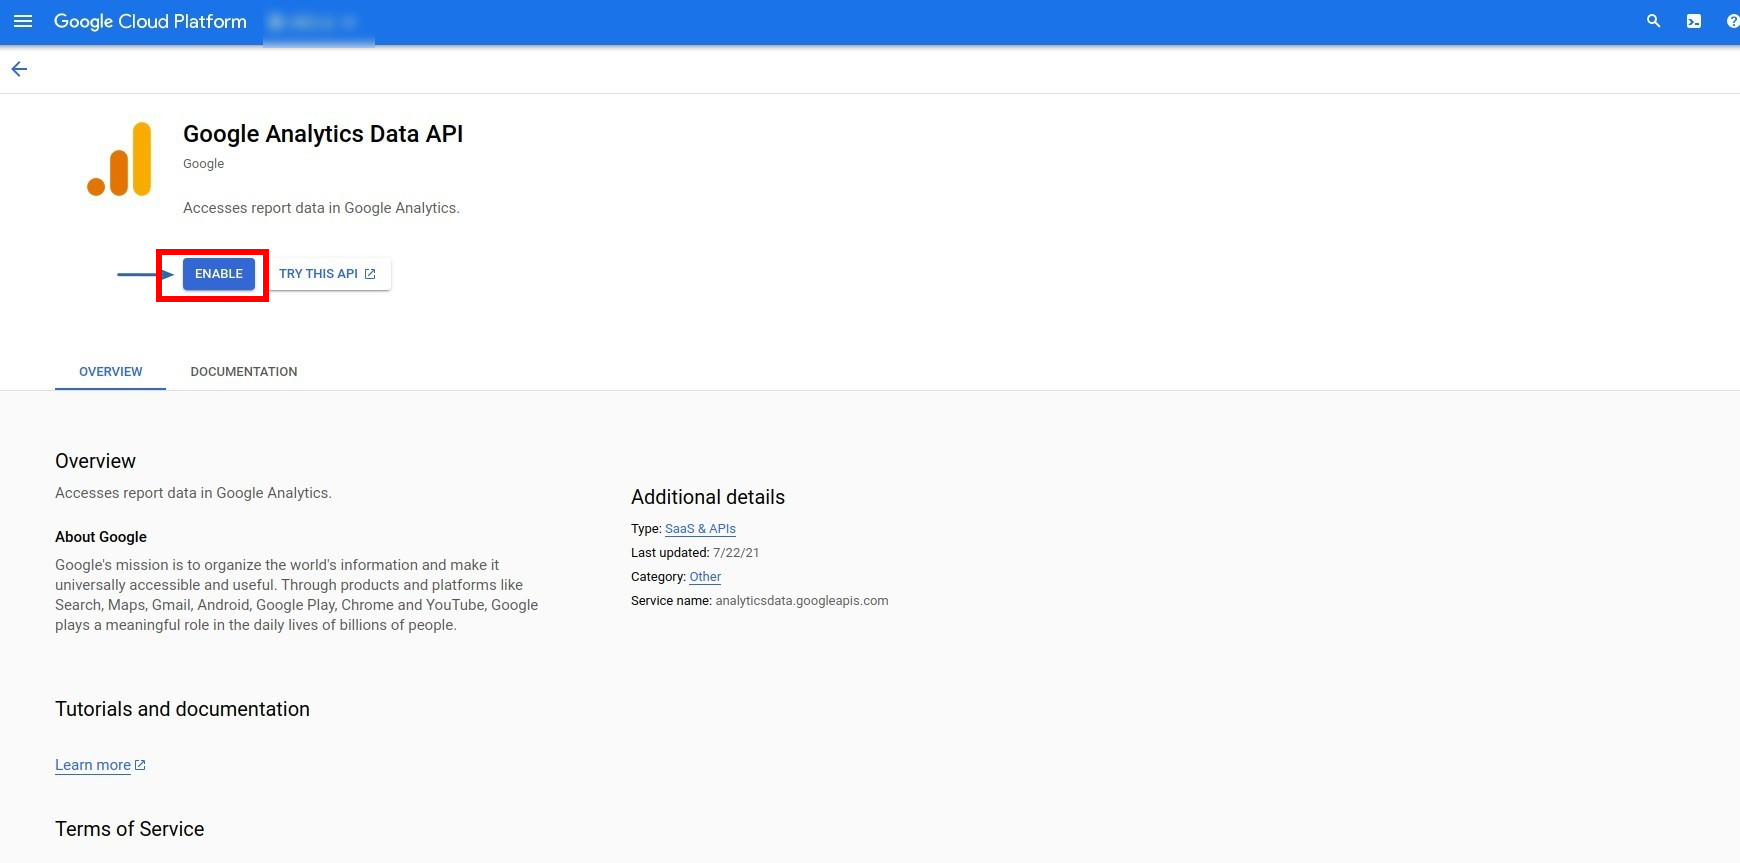 Google Cloud Platform
Google Analytics Data API
Google
Accesses report data in Google Analytics.
ENABLE
TRY THIS API
OVERVIEW
DOCUMENTATION
Overview
Accesses report data in Google Analytics.
About Google
Google's mission is to organize the world's information and make it
universally accessible and useful. Through products and platforms like
Search, Maps, Gmail, Android, Google Play, Chrome and YouTube, Google
plays a meaningful role in the daily lives of billions of people.
Additional details
Type: SaaS & APIs
Last updated: 7/22/21
Category: Other
Service name: analyticsdata.googleapis.com
Tutorials and documentation
Learn more
Terms of Service